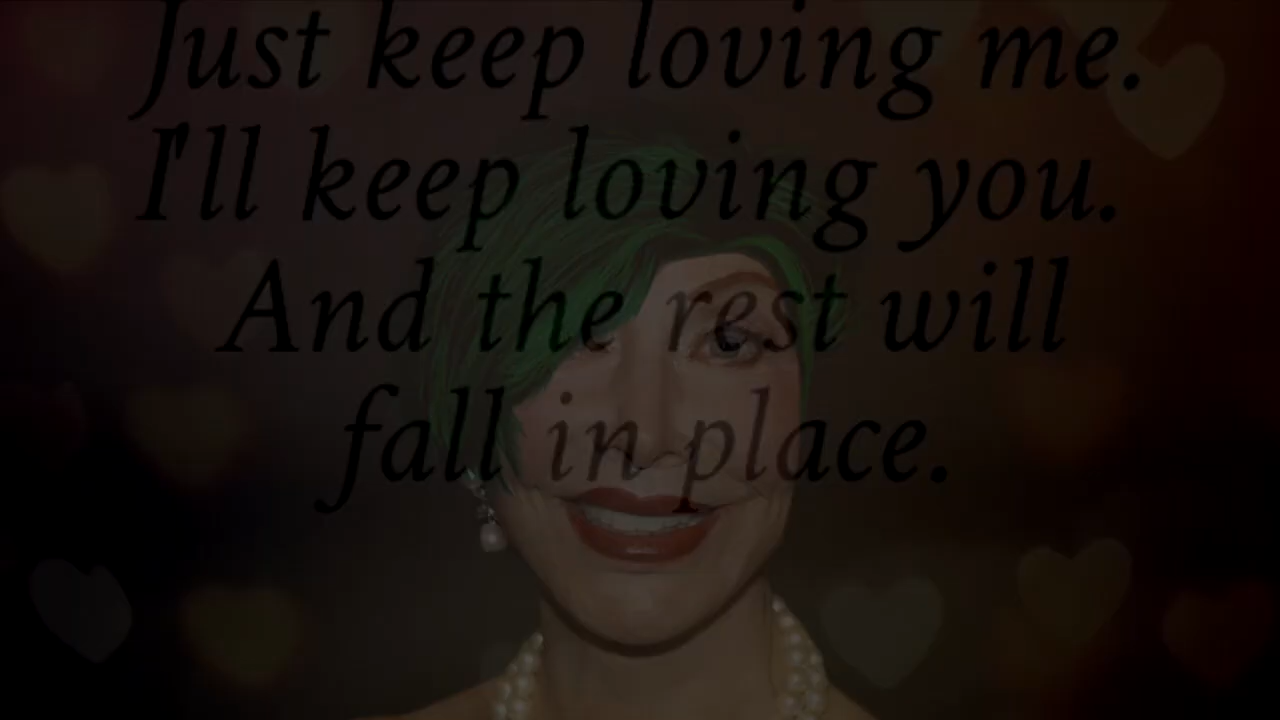 Just keep loving me.
I'll keep loving you.
And the rest will
fall in place.